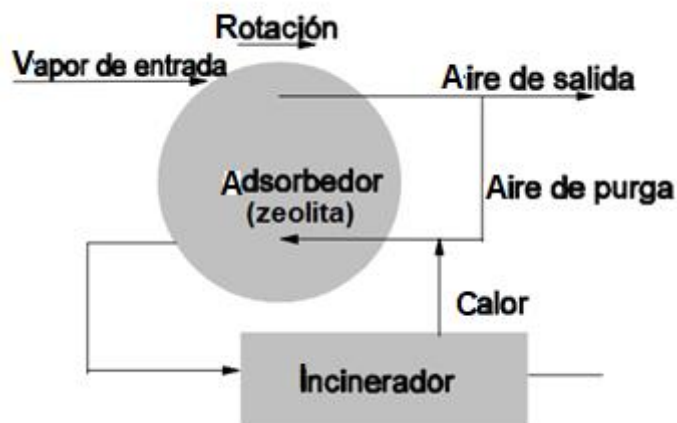 Rotación
Vapor de entrada
Aire de salida
Adsorbedor
(zeolita)
Aire de purga
Calor
Incinerador